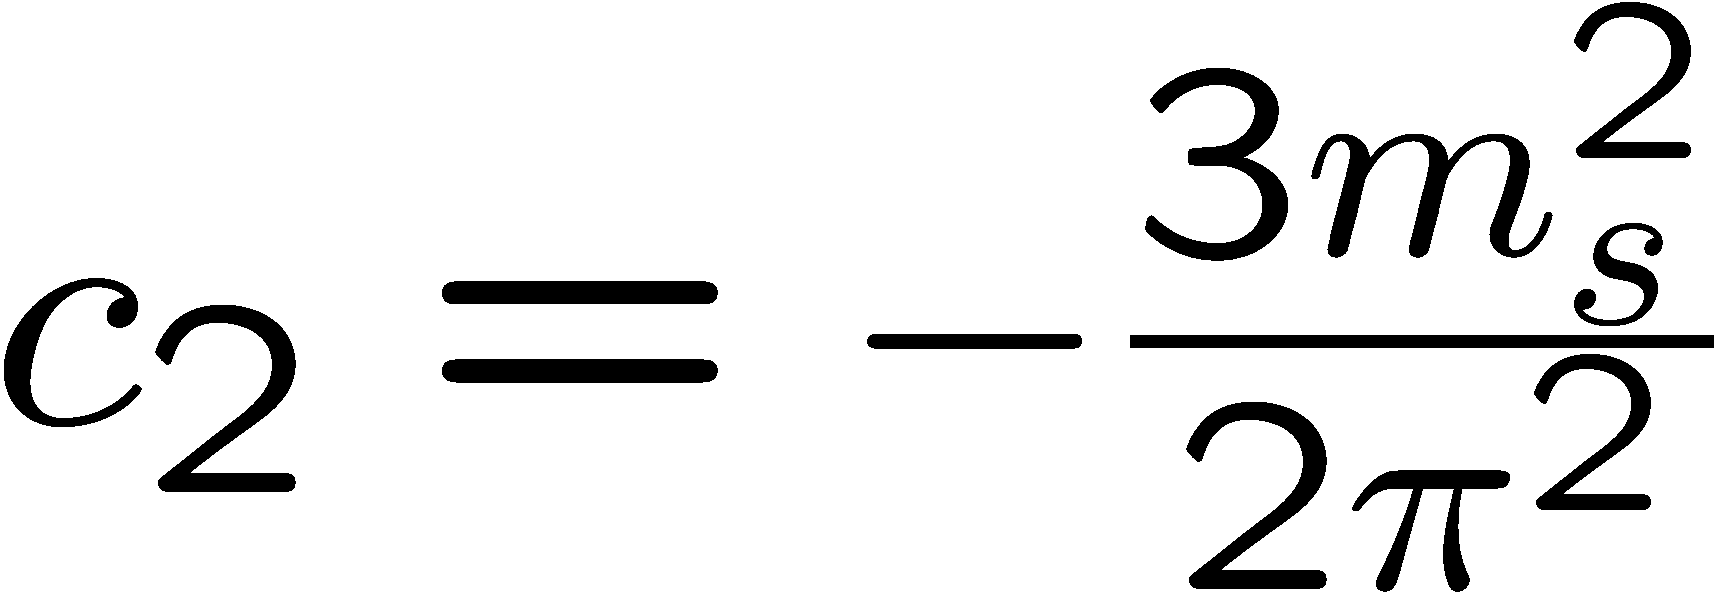 c_2 = -\frac{3m_s^2}{2\pi^2}